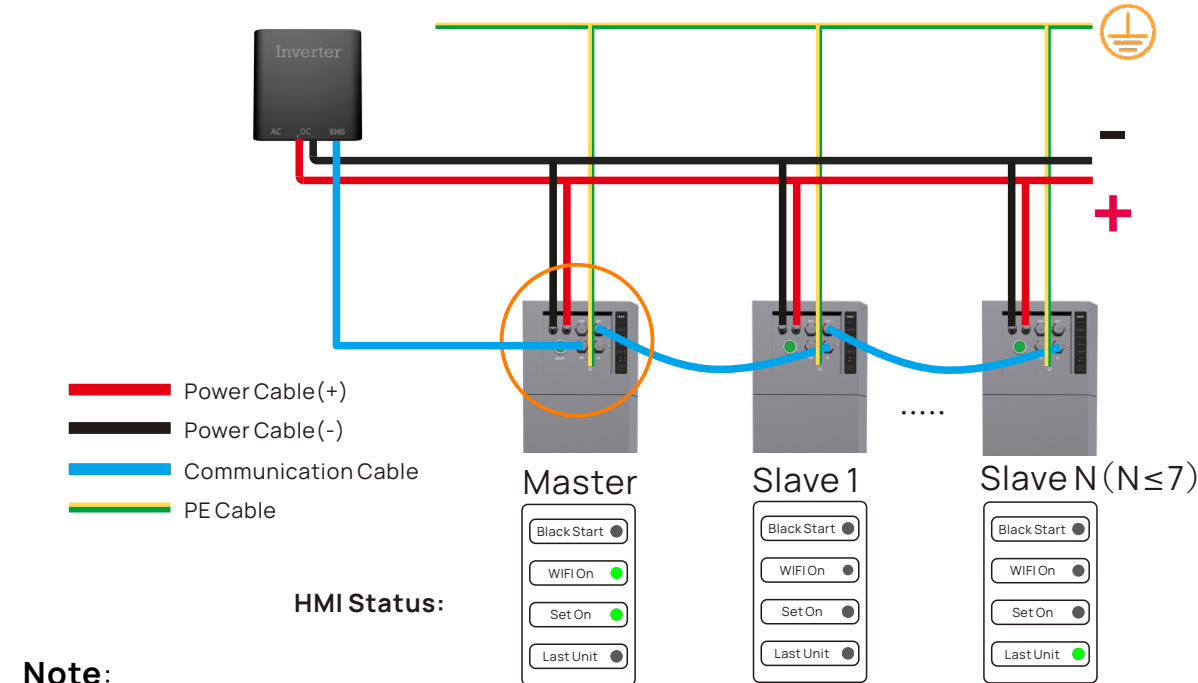 Inverter
AC DC BMS
-
+
Power Cable(+)
Power Cable(-)
Communication Cable
PE Cable
.....
Master
Slave 1
Slave N(N≤7)
HMI Status:
Black Start
WIFI On
Set On
Last Unit
Black Start
WIFI On
Set On
Last Unit
Black Start
WIFI On
Set On
Last Unit
Note: